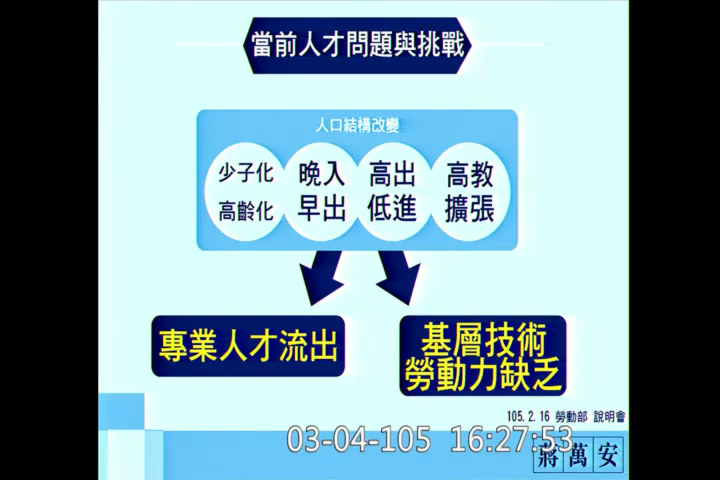 當前人才問題與挑戰
人口結構改變
少子化
高齡化
晚入
早出
高出
低進
高教
擴張
專業人才流出
基層技術
勞動力缺乏
105.2.16 勞動部 說明會
03-04-105 16:27:53
蔣萬安